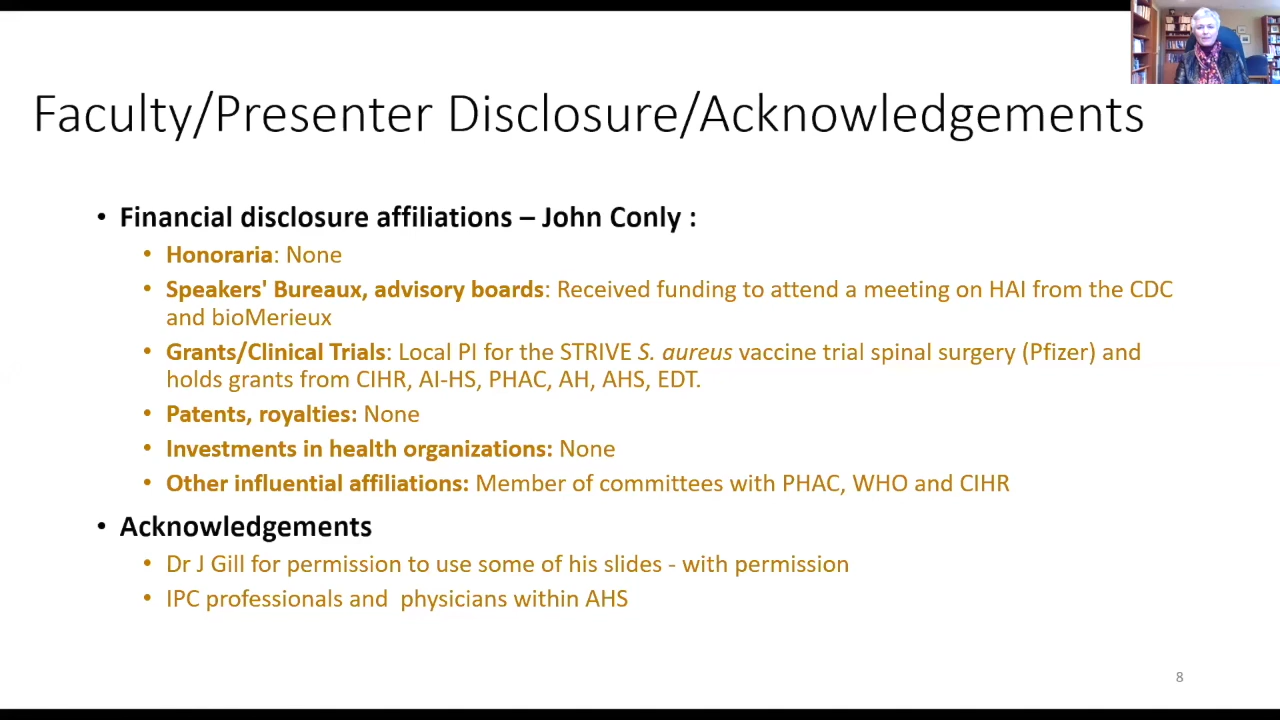 Faculty/Presenter Disclosure/Acknowledgements
• Financial disclosure affiliations – John Conly :
• Honoraria: None
• Speakers' Bureaux, advisory boards: Received funding to attend a meeting on HAI from the CDC
and bioMerieux
• Grants/Clinical Trials: Local PI for the STRIVE S. aureus vaccine trial spinal surgery (Pfizer) and
holds grants from CIHR, AI-HS, PHAC, AH, AHS, EDT.
• Patents, royalties: None
• Investments in health organizations: None
• Other influential affiliations: Member of committees with PHAC, WHO and CIHR
• Acknowledgements
• Dr J Gill for permission to use some of his slides - with permission
• IPC professionals and  physicians within AHS
8